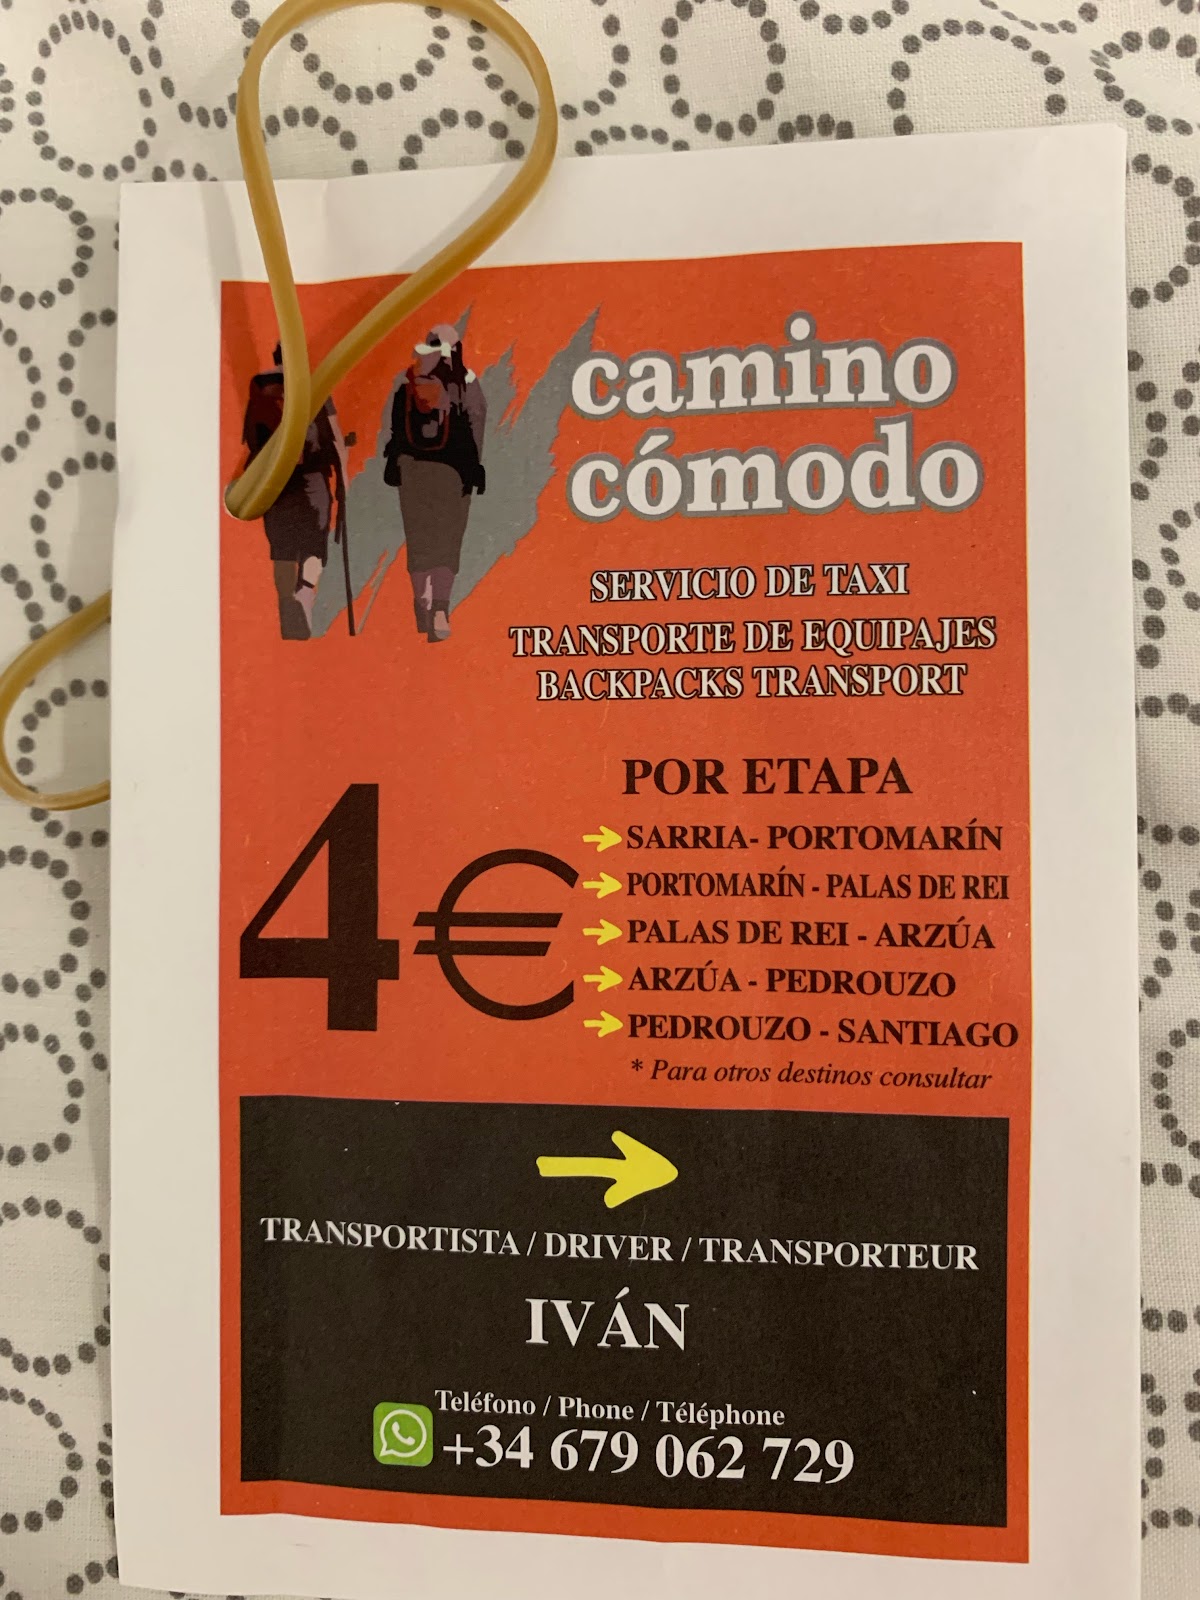 camino
cómodo
SERVICIO DE TAXI
TRANSPORTE DE EQUIPAJES
BACKPACKS TRANSPORT
4€
POR ETAPA
SARRIA- PORTOMARÍN
PORTOMARÍN - PALAS DE REI
PALAS DE REI - ARZÚA
ARZÚA - PEDROUZO
PEDROUZO - SANTIAGO
* Para otros destinos consultar
TRANSPORTISTA / DRIVER / TRANSPORTEUR
IVÁN
Teléfono / Phone / Téléphone
+34 679 062 729